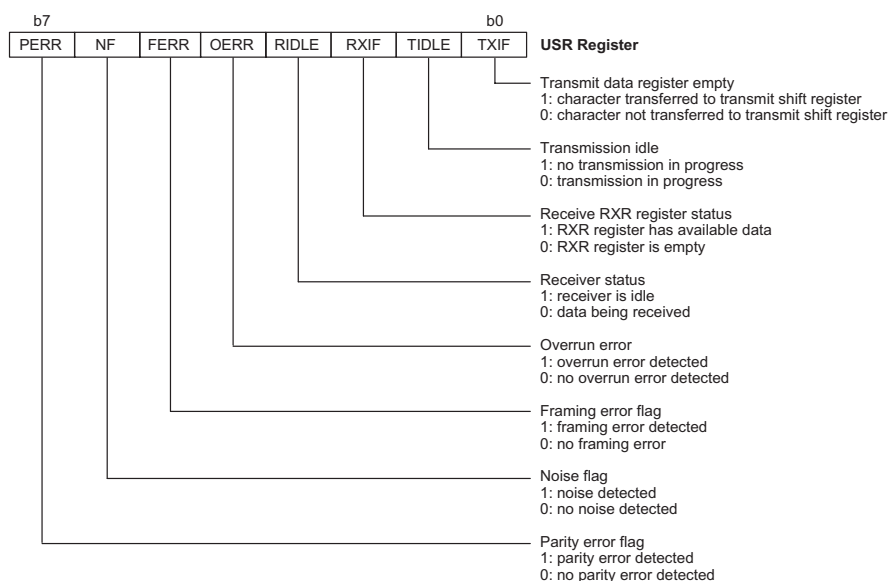 b7 b0
PERR NF FERR OERR RIDLE RXIF TIDLE TXIF USR Register
Transmit data register empty
1: character transferred to transmit shift register
0: character not transferred to transmit shift register
Transmission idle
1: no transmission in progress
0: transmission in progress
Receive RXR register status
1: RXR register has available data
0: RXR register is empty
Receiver status
1: receiver is idle
0: data being received
Overrun error
1: overrun error detected
0: no overrun error detected
Framing error flag
1: framing error detected
0: no framing error
Noise flag
1: noise detected
0: no noise detected
Parity error flag
1: parity error detected
0: no parity error detected